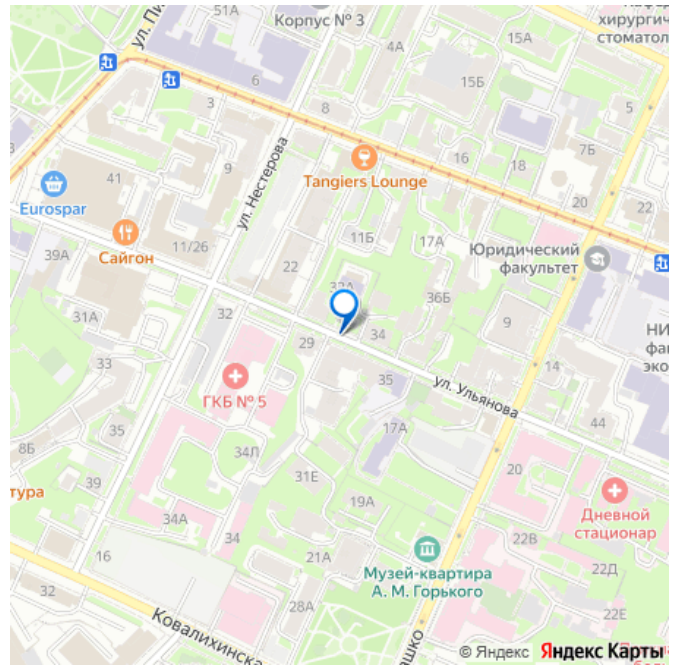 51А
Корпус № 3
хирургич
стоматол
ул. Пи
4А
15А
15Б
6
5
3
8
7Б
9
16
18
Tangiers Lounge
ул. Нестерова
41
20
Eurospar
Сайгон
11/26
11Б
17А
Юридический
факультет
39А
22
32А
36Б
31А
32
34
9
НИ
фак
эко
29
33
14
35
ул. Ульянова
ГКБ № 5
44
17А
35
8Б
34Л
20
31Е
39
тура
19А
Дневной
стационар
34А
34
22В
16
21А
Музей-квартира
А. М. Горького
22Д
32
28А
22Е
Ковалихинска
ашко
© Яндекс Яндекс Карты